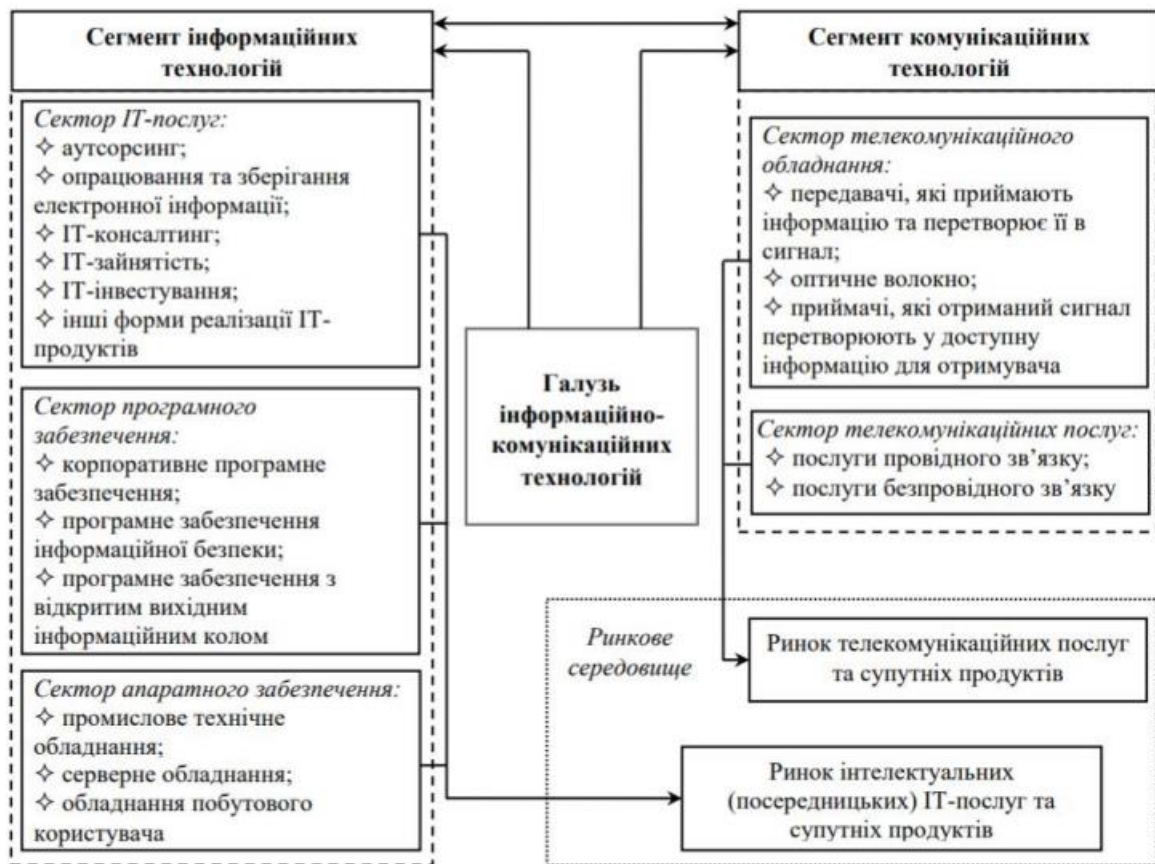 Сегмент інформаційних
технологій
Сектор ІТ-послуг:
✧ аутсорсинг;
✧ опрацювання та зберігання
електронної інформації;
✧ ІТ-консалтинг;
✧ ІТ-зайнятість;
✧ ІТ-інвестування;
✧ інші форми реалізації ІТ-
продуктів
Сектор програмного
забезпечення:
✧ корпоративне програмне
забезпечення;
✧ програмне забезпечення
інформаційної безпеки;
✧ програмне забезпечення з
відкритим вихідним
інформаційним колом
Сектор апаратного забезпечення:
✧ промислове технічне
обладнання;
✧ серверне обладнання;
✧ обладнання побутового
користувача
Галузь
інформаційно-
комунікаційних
технологій
Сегмент комунікаційних
технологій
Сектор телекомунікаційного
обладнання:
✧ передавачі, які приймають
інформацію та перетворює її в
сигнал;
✧ оптичне волокно;
✧ приймачі, які отриманий сигнал
перетворюють у доступну
інформацію для отримувача
Сектор телекомунікаційних послуг:
✧ послуги провідного зв’язку;
✧ послуги безпровідного зв’язку
Ринкове
середовище
Ринок телекомунікаційних послуг
та супутніх продуктів
Ринок інтелектуальних
(посередницьких) ІТ-послуг та
супутніх продуктів